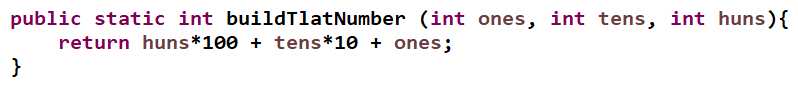 public static int buildTlatNumber (int ones, int tens, int huns){
    return huns*100 + tens*10 + ones;
}